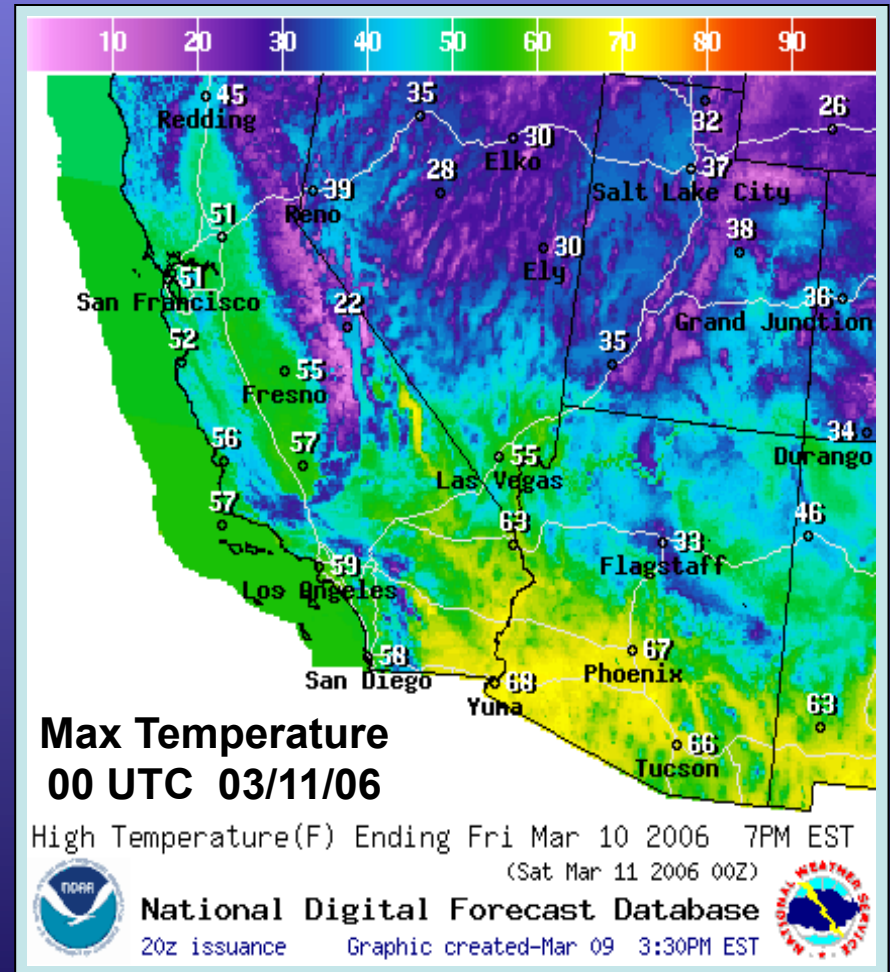 10 20 30 40 50 60 70 80 90
45
Redding
35
32
26
30
Elko
37
Salt Lake City
39
Reno
28
51
38
30
Ely
51
San Francisco
22
36
Grand Junction
52
35
55
Fresno
34
Durango
56
57
55
Las Vegas
57
63
46
33
Flagstaff
59
Los Angeles
58
San Diego
67
Phoenix
68
Yuma
63
66
Tucson
Max Temperature
00 UTC 03/11/06
High Temperature(F) Ending Fri Mar 10 2006 7PM EST
(Sat Mar 11 2006 00Z)
NOAA
National Digital Forecast Database
NATIONAL WEATHER SERVICE
20z issuance Graphic created-Mar 09 3:30PM EST